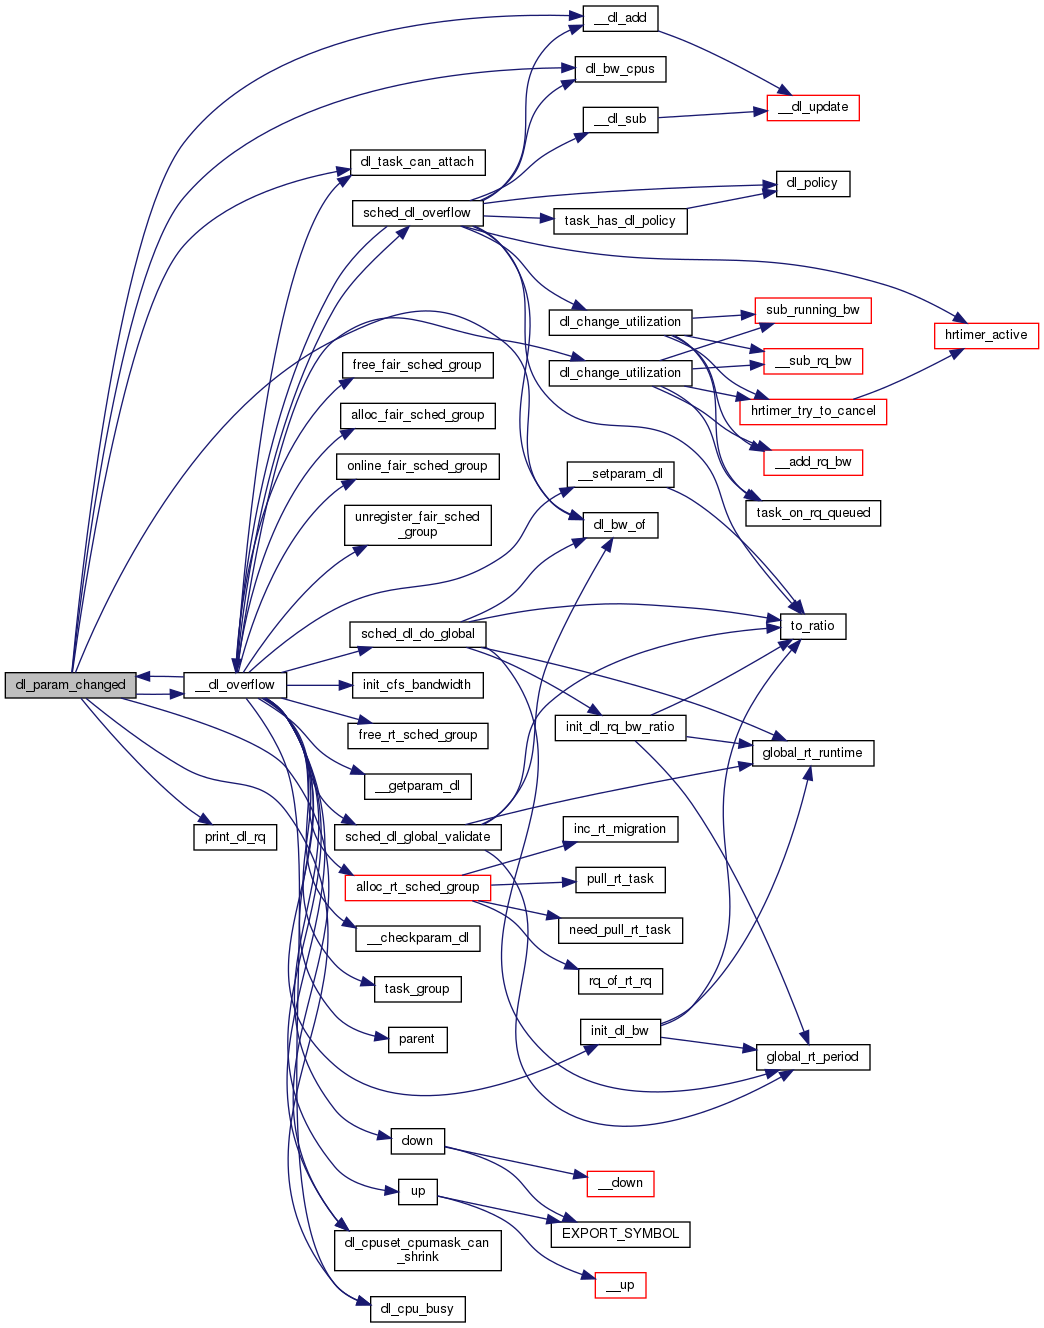 __dl_add
dl_bw_cpus
__dl_update
__dl_sub
dl_task_can_attach
dl_policy
sched_dl_overflow
task_has_dl_policy
sub_running_bw
dl_change_utilization
hrtimer_active
free_fair_sched_group
__sub_rq_bw
dl_change_utilization
hrtimer_try_to_cancel
alloc_fair_sched_group
__add_rq_bw
online_fair_sched_group
__setparam_dl
task_on_rq_queued
unregister_fair_sched
_group
dl_bw_of
to_ratio
sched_dl_do_global
dl_param_changed
__dl_overflow
init_cfs_bandwidth
init_dl_rq_bw_ratio
free_rt_sched_group
global_rt_runtime
__getparam_dl
print_dl_rq
sched_dl_global_validate
inc_rt_migration
alloc_rt_sched_group
pull_rt_task
need_pull_rt_task
__checkparam_dl
rq_of_rt_rq
task_group
init_dl_bw
parent
global_rt_period
down
__down
up
EXPORT_SYMBOL
dl_cpuset_cpumask_can
_shrink
__up
dl_cpu_busy